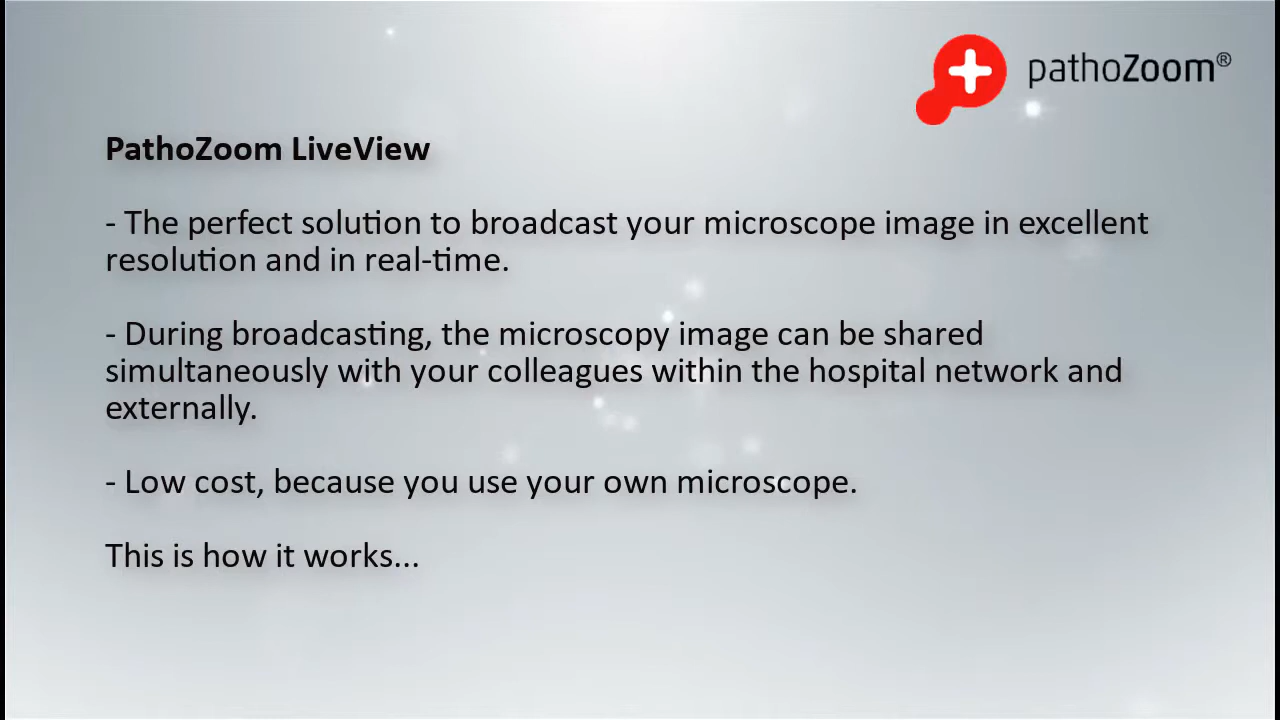 pathoZoom®
PathoZoom LiveView
- The perfect solution to broadcast your microscope image in excellent
resolution and in real-time.
- During broadcasting, the microscopy image can be shared
simultaneously with your colleagues within the hospital network and
externally.
- Low cost, because you use your own microscope.
This is how it works...